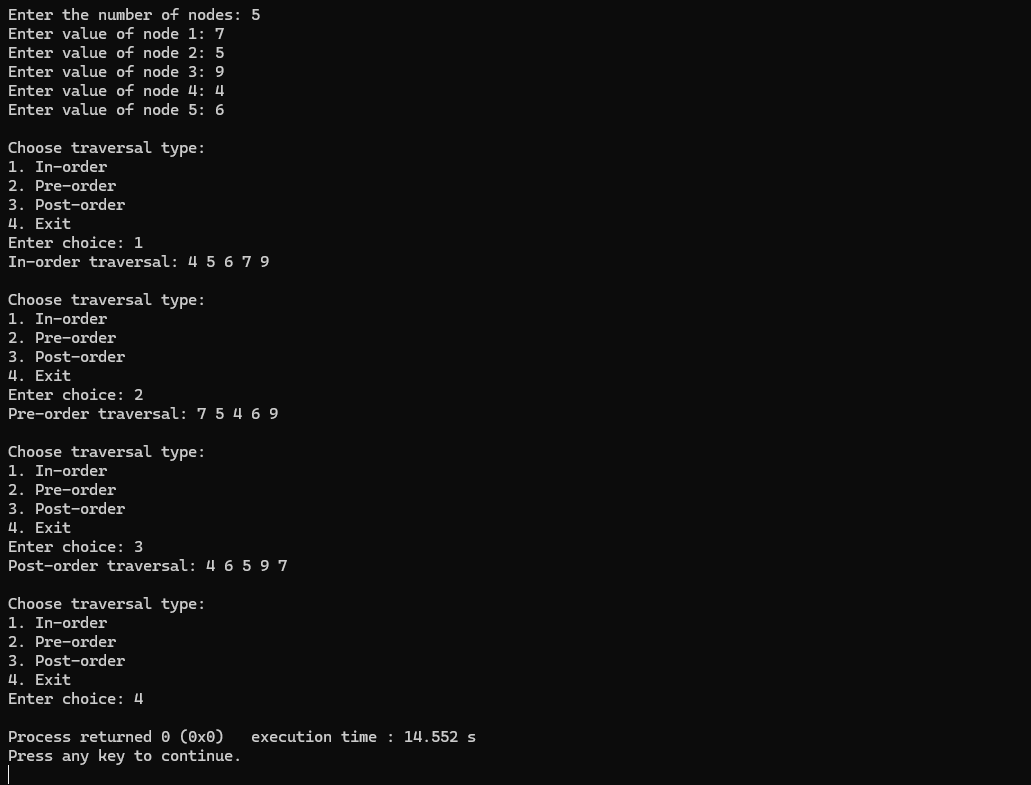 Enter the number of nodes: 5
Enter value of node 1: 7
Enter value of node 2: 5
Enter value of node 3: 9
Enter value of node 4: 4
Enter value of node 5: 6
Choose traversal type:
1. In-order
2. Pre-order
3. Post-order
4. Exit
Enter choice: 1
In-order traversal: 4 5 6 7 9
Choose traversal type:
1. In-order
2. Pre-order
3. Post-order
4. Exit
Enter choice: 2
Pre-order traversal: 7 5 4 6 9
Choose traversal type:
1. In-order
2. Pre-order
3. Post-order
4. Exit
Enter choice: 3
Post-order traversal: 4 6 5 9 7
Choose traversal type:
1. In-order
2. Pre-order
3. Post-order
4. Exit
Enter choice: 4
Process returned 0 (0x0)   execution time : 14.552 s
Press any key to continue.